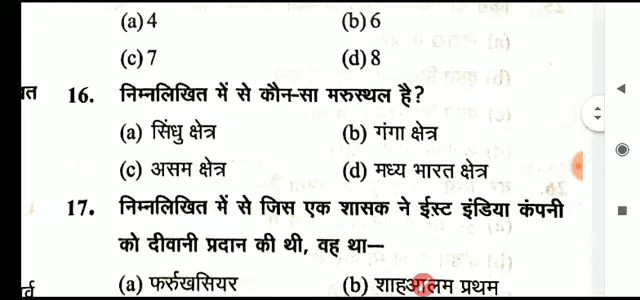 (a) 4 (b) 6
(c) 7 (d) 8
16. निम्नलिखित में से कौन-सा मरुस्थल है?
(a) सिंधु क्षेत्र (b) गंगा क्षेत्र
(c) असम क्षेत्र (d) मध्य भारत क्षेत्र
17. निम्नलिखित में से जिस एक शासक ने ईस्ट इंडिया कंपनी
को दीवानी प्रदान की थी, वह था—
(a) फर्रुखसियर (b) शाहआलम प्रथम